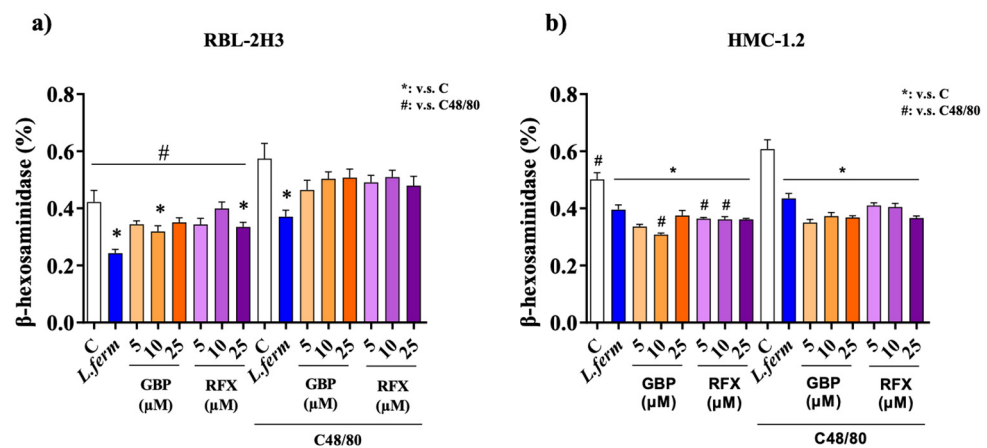 a)
RBL-2H3
*: v.s. C
#: v.s. C48/80
β-hexosaminidase (%)
0.8
0.6
0.4
0.2
0.0
#
* * * *
C L.ferm 5 10 25 5 10 25 C L.ferm 5 10 25 5 10 25
GBP (µM) RFX (µM) GBP (µM) RFX (µM)
C48/80
b)
HMC-1.2
*: v.s. C
#: v.s. C48/80
β-hexosaminidase (%)
0.8
0.6
0.4
0.2
0.0
* *
# # # #
C L.ferm 5 10 25 5 10 25 C L.ferm 5 10 25 5 10 25
GBP (µM) RFX (µM) GBP (µM) RFX (µM)
C48/80